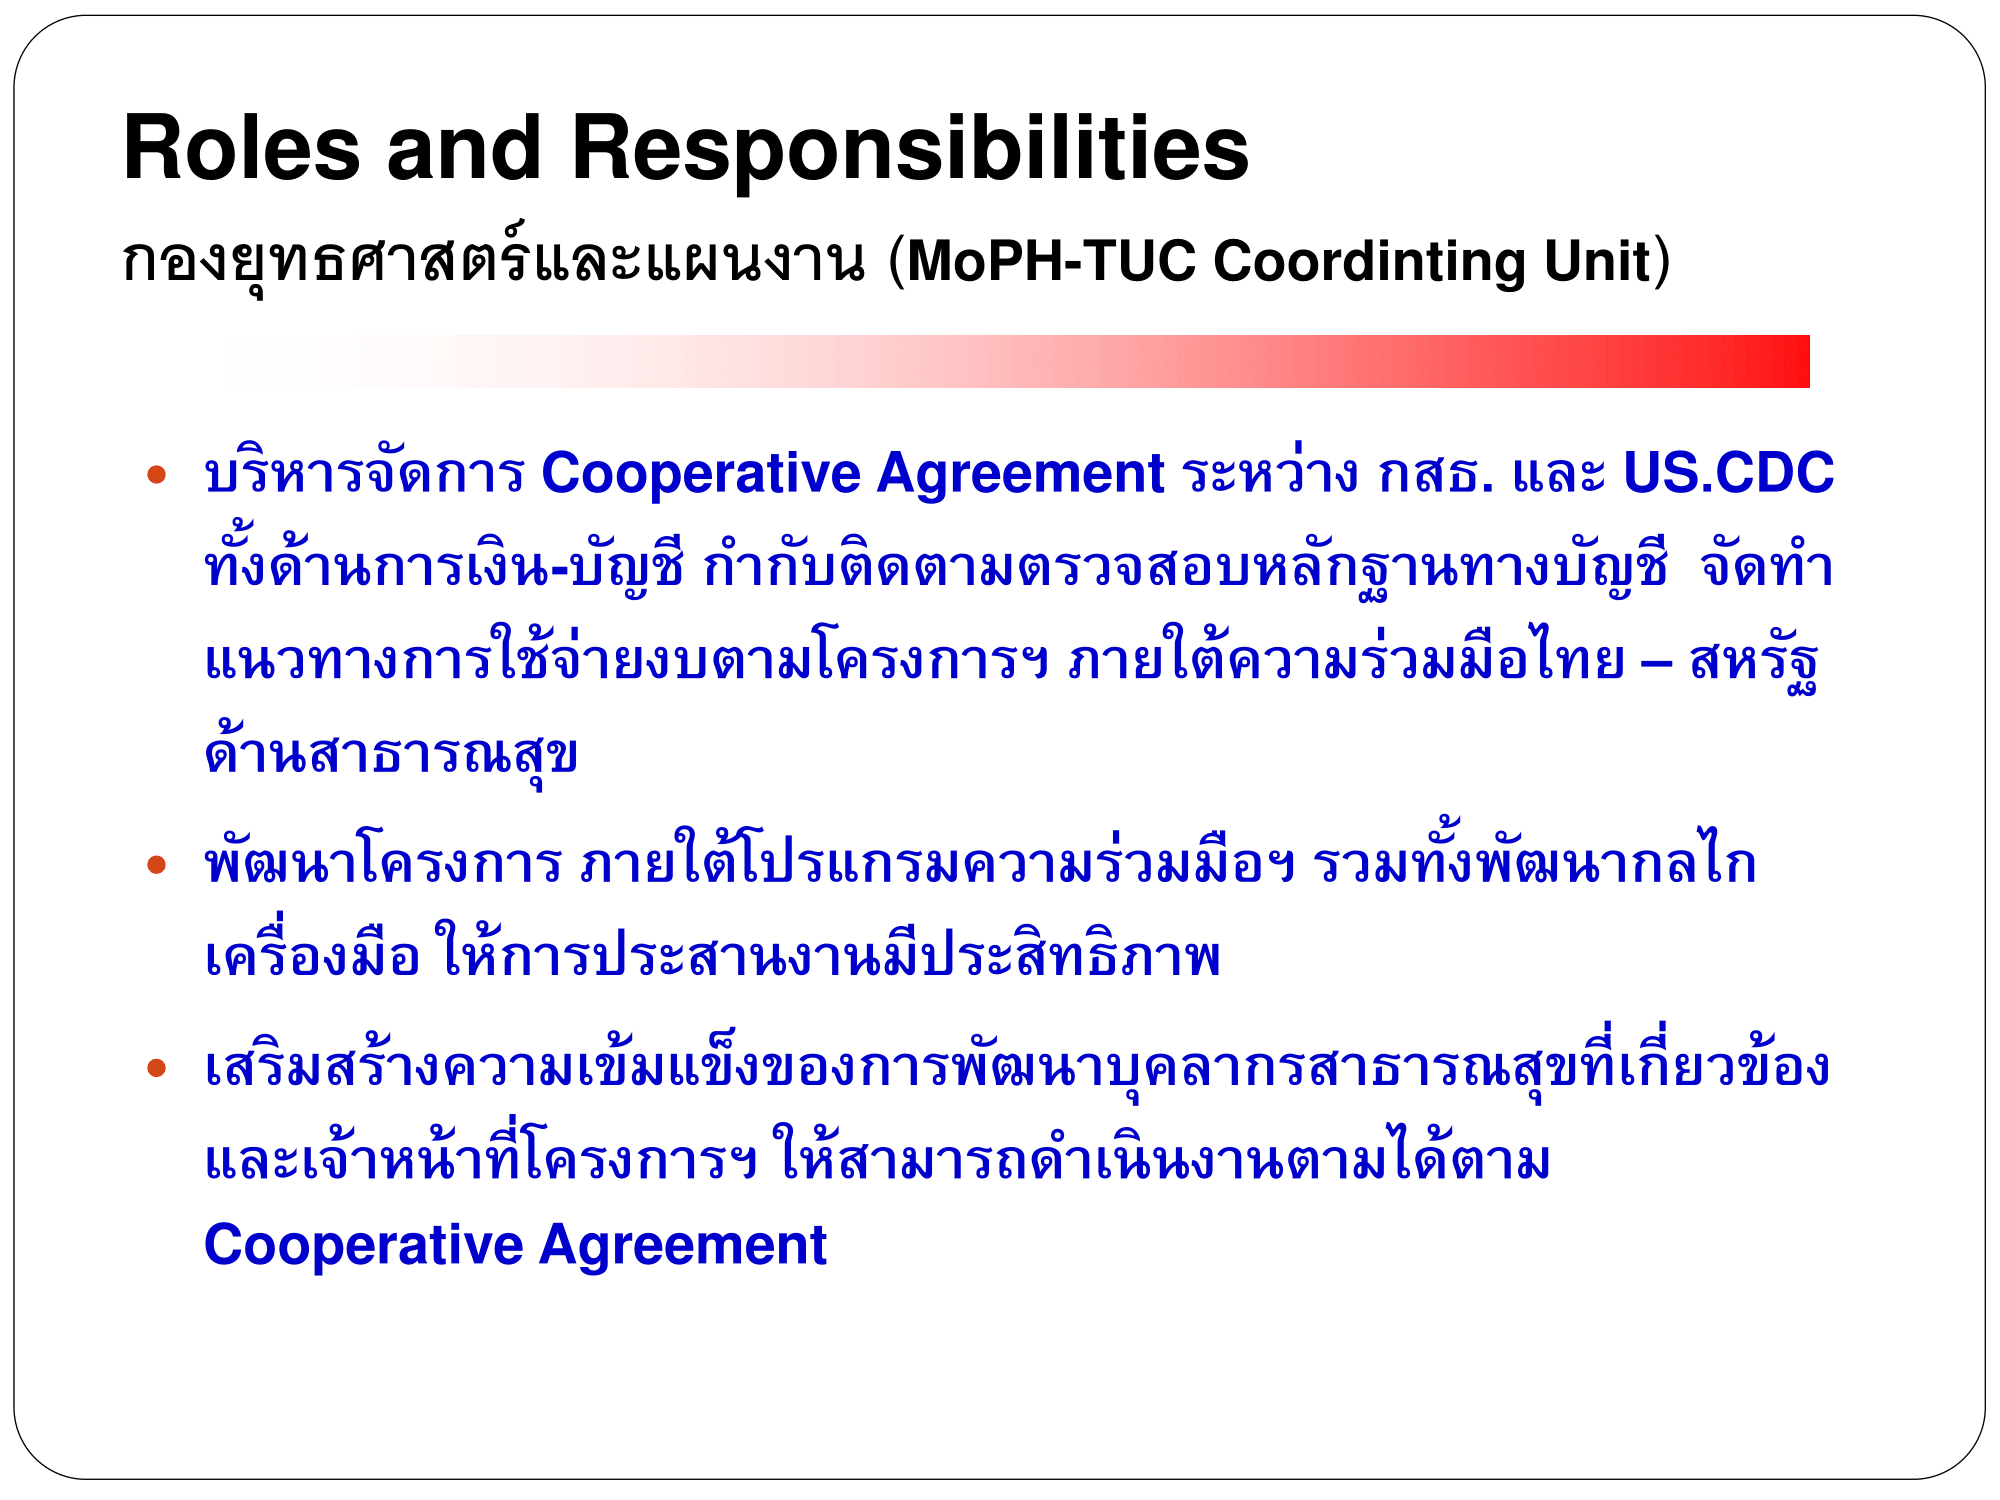 Roles and Responsibilities
กองยุทธศาสตร์และแผนงาน (MoPH-TUC Coordinting Unit)
• บริหารจัดการ Cooperative Agreement ระหว่าง กสธ. และ US.CDC
ทั้งด้านการเงิน-บัญชี กำกับติดตามตรวจสอบหลักฐานทางบัญชี จัดทำ
แนวทางการใช้จ่ายงบตามโครงการฯ ภายใต้ความร่วมมือไทย – สหรัฐ
ด้านสาธารณสุข
• พัฒนาโครงการ ภายใต้โปรแกรมความร่วมมือฯ รวมทั้งพัฒนากลไก
เครื่องมือ ให้การประสานงานมีประสิทธิภาพ
• เสริมสร้างความเข้มแข็งของการพัฒนาบุคลากรสาธารณสุขที่เกี่ยวข้อง
และเจ้าหน้าที่โครงการฯ ให้สามารถดำเนินงานตามได้ตาม
Cooperative Agreement